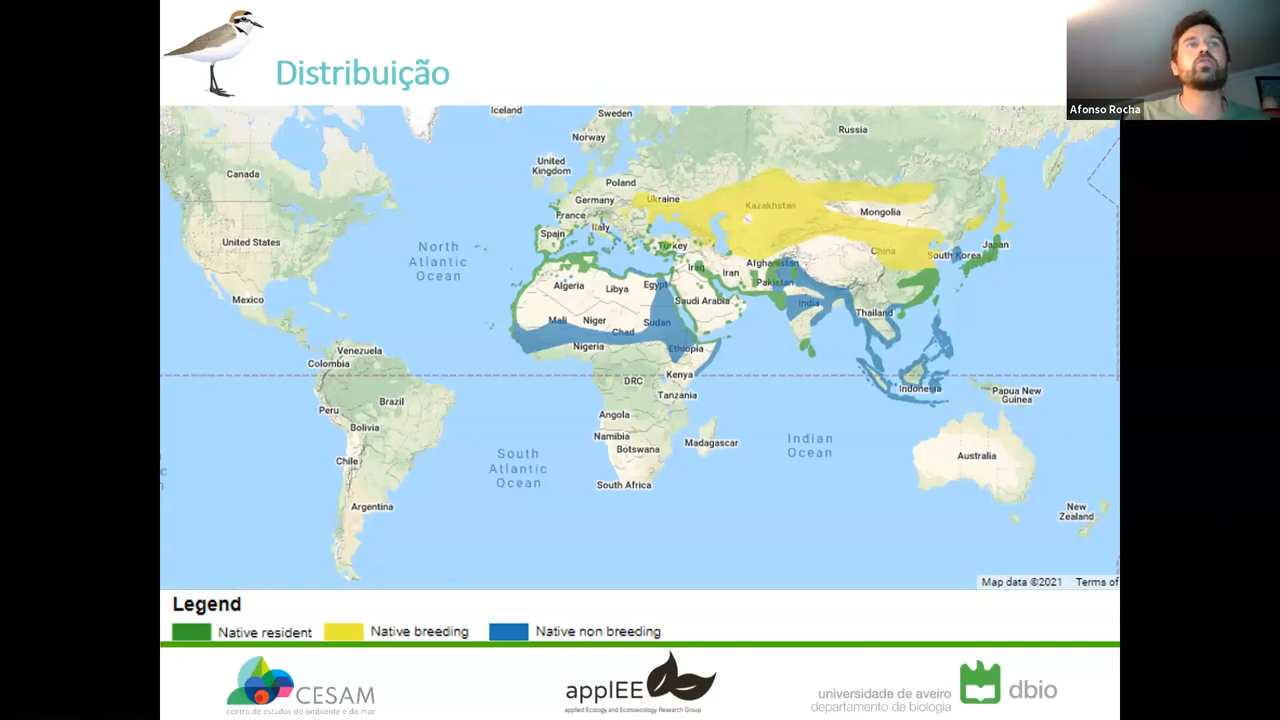 Distribuição
Afonso Rocha
Iceland
Sweden
Norway
Russia
United Kingdom
Canada
Poland
Germany
Ukraine
France
Kazakhstan
Mongolia
Italy
Spain
United States
North Atlantic Ocean
Turkey
China
Japan
South Korea
Iraq
Iran
Afghanistan
Pakistan
Algeria
Libya
Egypt
Mexico
Saudi Arabia
India
Thailand
Mali
Niger
Chad
Sudan
Nigeria
Ethiopia
Venezuela
Colombia
Kenya
DRC
Indonesia
Papua New Guinea
Tanzania
Brazil
Peru
Angola
Bolivia
Namibia
Botswana
Madagascar
Indian Ocean
South Atlantic Ocean
Chile
Australia
South Africa
Argentina
New Zealand
Map data ©2021
Terms of
Legend
Native resident
Native breeding
Native non breeding
CESAM
centro de estudos do ambiente e do mar
applEE
applied Ecology and Ecotoxicology Research Group
universidade de aveiro
departamento de biologia
dbio